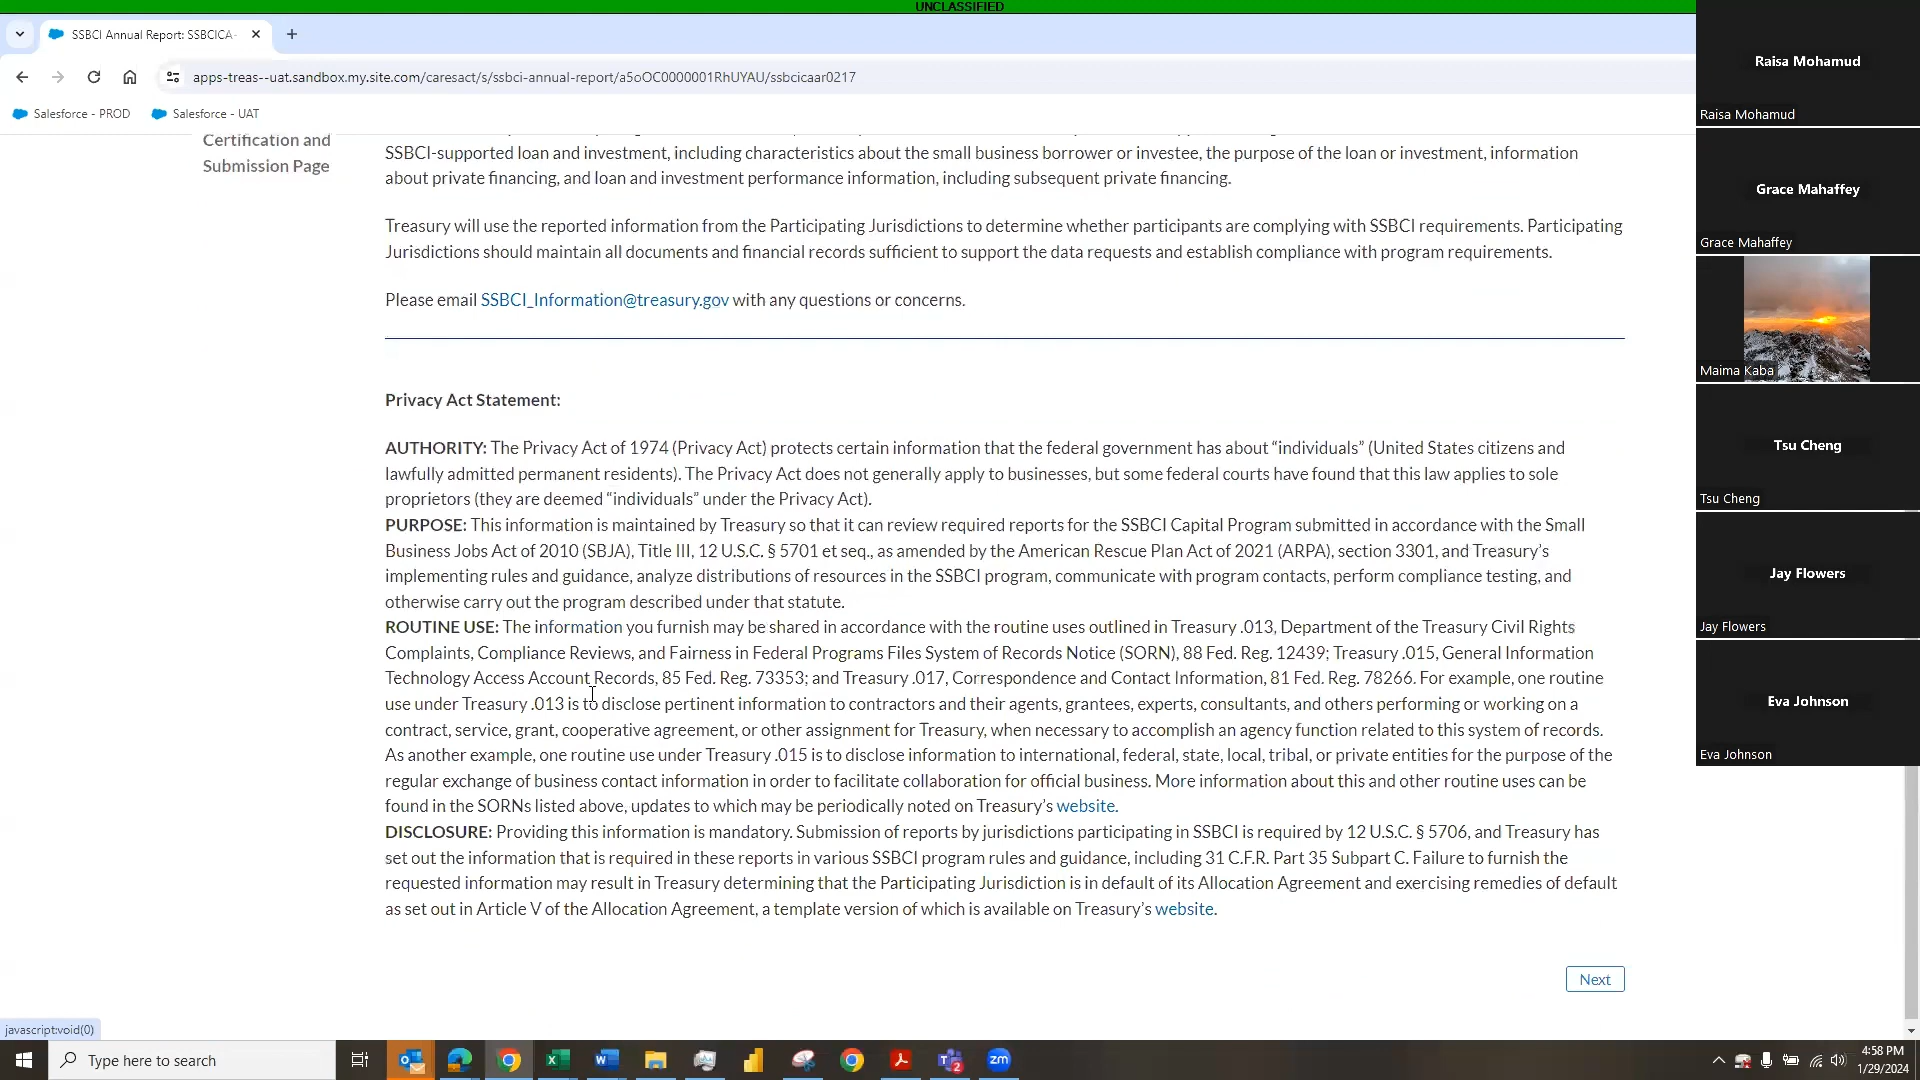 UNCLASSIFIED
SSBCI Annual Report: SSBCICA-
apps-treas--uat.sandbox.my.site.com/caresact/s/ssbci-annual-report/a5oOC0000001RhUYAU/ssbcicaar0217
Salesforce - PROD
Salesforce - UAT
Certification and
Submission Page
SSBCI-supported loan and investment, including characteristics about the small business borrower or investee, the purpose of the loan or investment, information
about private financing, and loan and investment performance information, including subsequent private financing.
Treasury will use the reported information from the Participating Jurisdictions to determine whether participants are complying with SSBCI requirements. Participating
Jurisdictions should maintain all documents and financial records sufficient to support the data requests and establish compliance with program requirements.
Please email SSBCI_Information@treasury.gov with any questions or concerns.
Privacy Act Statement:
AUTHORITY: The Privacy Act of 1974 (Privacy Act) protects certain information that the federal government has about “individuals” (United States citizens and
lawfully admitted permanent residents). The Privacy Act does not generally apply to businesses, but some federal courts have found that this law applies to sole
proprietors (they are deemed “individuals” under the Privacy Act).
PURPOSE: This information is maintained by Treasury so that it can review required reports for the SSBCI Capital Program submitted in accordance with the Small
Business Jobs Act of 2010 (SBJA), Title III, 12 U.S.C. § 5701 et seq., as amended by the American Rescue Plan Act of 2021 (ARPA), section 3301, and Treasury’s
implementing rules and guidance, analyze distributions of resources in the SSBCI program, communicate with program contacts, perform compliance testing, and
otherwise carry out the program described under that statute.
ROUTINE USE: The information you furnish may be shared in accordance with the routine uses outlined in Treasury .013, Department of the Treasury Civil Rights
Complaints, Compliance Reviews, and Fairness in Federal Programs Files System of Records Notice (SORN), 88 Fed. Reg. 12439; Treasury .015, General Information
Technology Access Account Records, 85 Fed. Reg. 73353; and Treasury .017, Correspondence and Contact Information, 81 Fed. Reg. 78266. For example, one routine
use under Treasury .013 is to disclose pertinent information to contractors and their agents, grantees, experts, consultants, and others performing or working on a
contract, service, grant, cooperative agreement, or other assignment for Treasury, when necessary to accomplish an agency function related to this system of records.
As another example, one routine use under Treasury .015 is to disclose information to international, federal, state, local, tribal, or private entities for the purpose of the
regular exchange of business contact information in order to facilitate collaboration for official business. More information about this and other routine uses can be
found in the SORNs listed above, updates to which may be periodically noted on Treasury’s website.
DISCLOSURE: Providing this information is mandatory. Submission of reports by jurisdictions participating in SSBCI is required by 12 U.S.C. § 5706, and Treasury has
set out the information that is required in these reports in various SSBCI program rules and guidance, including 31 C.F.R. Part 35 Subpart C. Failure to furnish the
requested information may result in Treasury determining that the Participating Jurisdiction is in default of its Allocation Agreement and exercising remedies of default
as set out in Article V of the Allocation Agreement, a template version of which is available on Treasury’s website.
Next
javascript:void(0)
Type here to search
zm
2
4:58 PM
1/29/2024
Raisa Mohamud
Raisa Mohamud
Grace Mahaffey
Grace Mahaffey
Maima Kaba
Tsu Cheng
Tsu Cheng
Jay Flowers
Jay Flowers
Eva Johnson
Eva Johnson